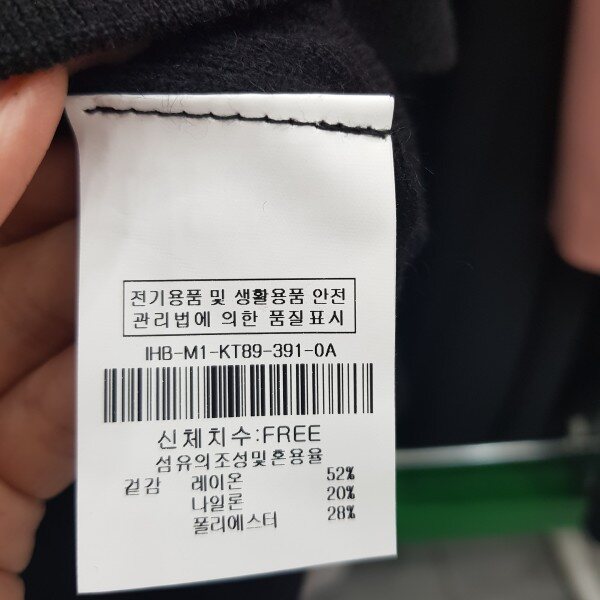 전기용품 및 생활용품 안전
관리법에 의한 품질표시
IHB-M1-KT89-391-0A
신체치수:FREE
섬유의조성및혼용율
겉감 레이온 52%
나일론 20%
폴리에스터 28%